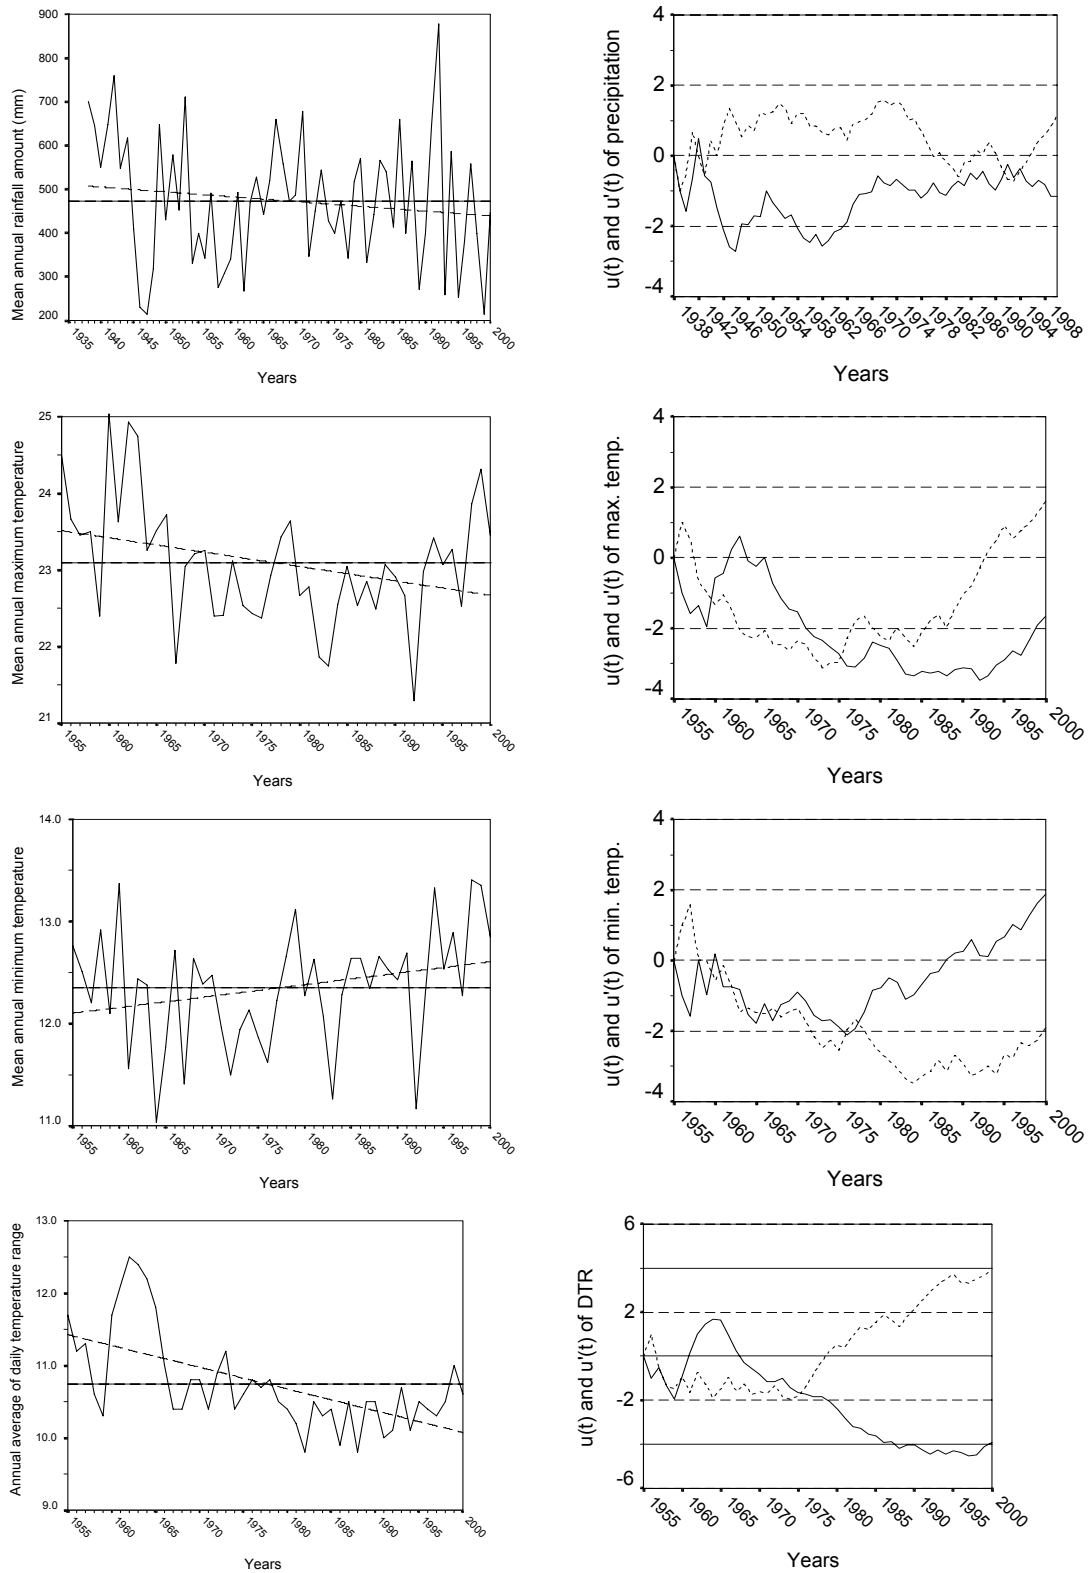 900
800
700
600
500
400
300
200
Mean annual rainfall amount (mm)
1935 1940 1945 1950 1955 1960 1965 1970 1975 1980 1985 1990 1995 2000
Years
4
2
0
-2
-4
u(t) and u'(t) of precipitation
1938 1942 1946 1950 1954 1958 1962 1966 1970 1974 1978 1982 1986 1990 1994 1998
Years
25
24
23
22
21
Mean annual maximum temperature
1955 1960 1965 1970 1975 1980 1985 1990 1995 2000
Years
4
2
0
-2
-4
u(t) and u'(t) of max. temp.
1955 1960 1965 1970 1975 1980 1985 1990 1995 2000
Years
14.0
13.0
12.0
11.0
Mean annual minimum temperature
1955 1960 1965 1970 1975 1980 1985 1990 1995 2000
Years
4
2
0
-2
-4
u(t) and u'(t) of min. temp.
1955 1960 1965 1970 1975 1980 1985 1990 1995 2000
Years
13.0
12.0
11.0
10.0
9.0
Annual average of daily temperature range
1955 1960 1965 1970 1975 1980 1985 1990 1995 2000
Years
6
2
-2
-6
u(t) and u'(t) of DTR
1955 1960 1965 1970 1975 1980 1985 1990 1995 2000
Years